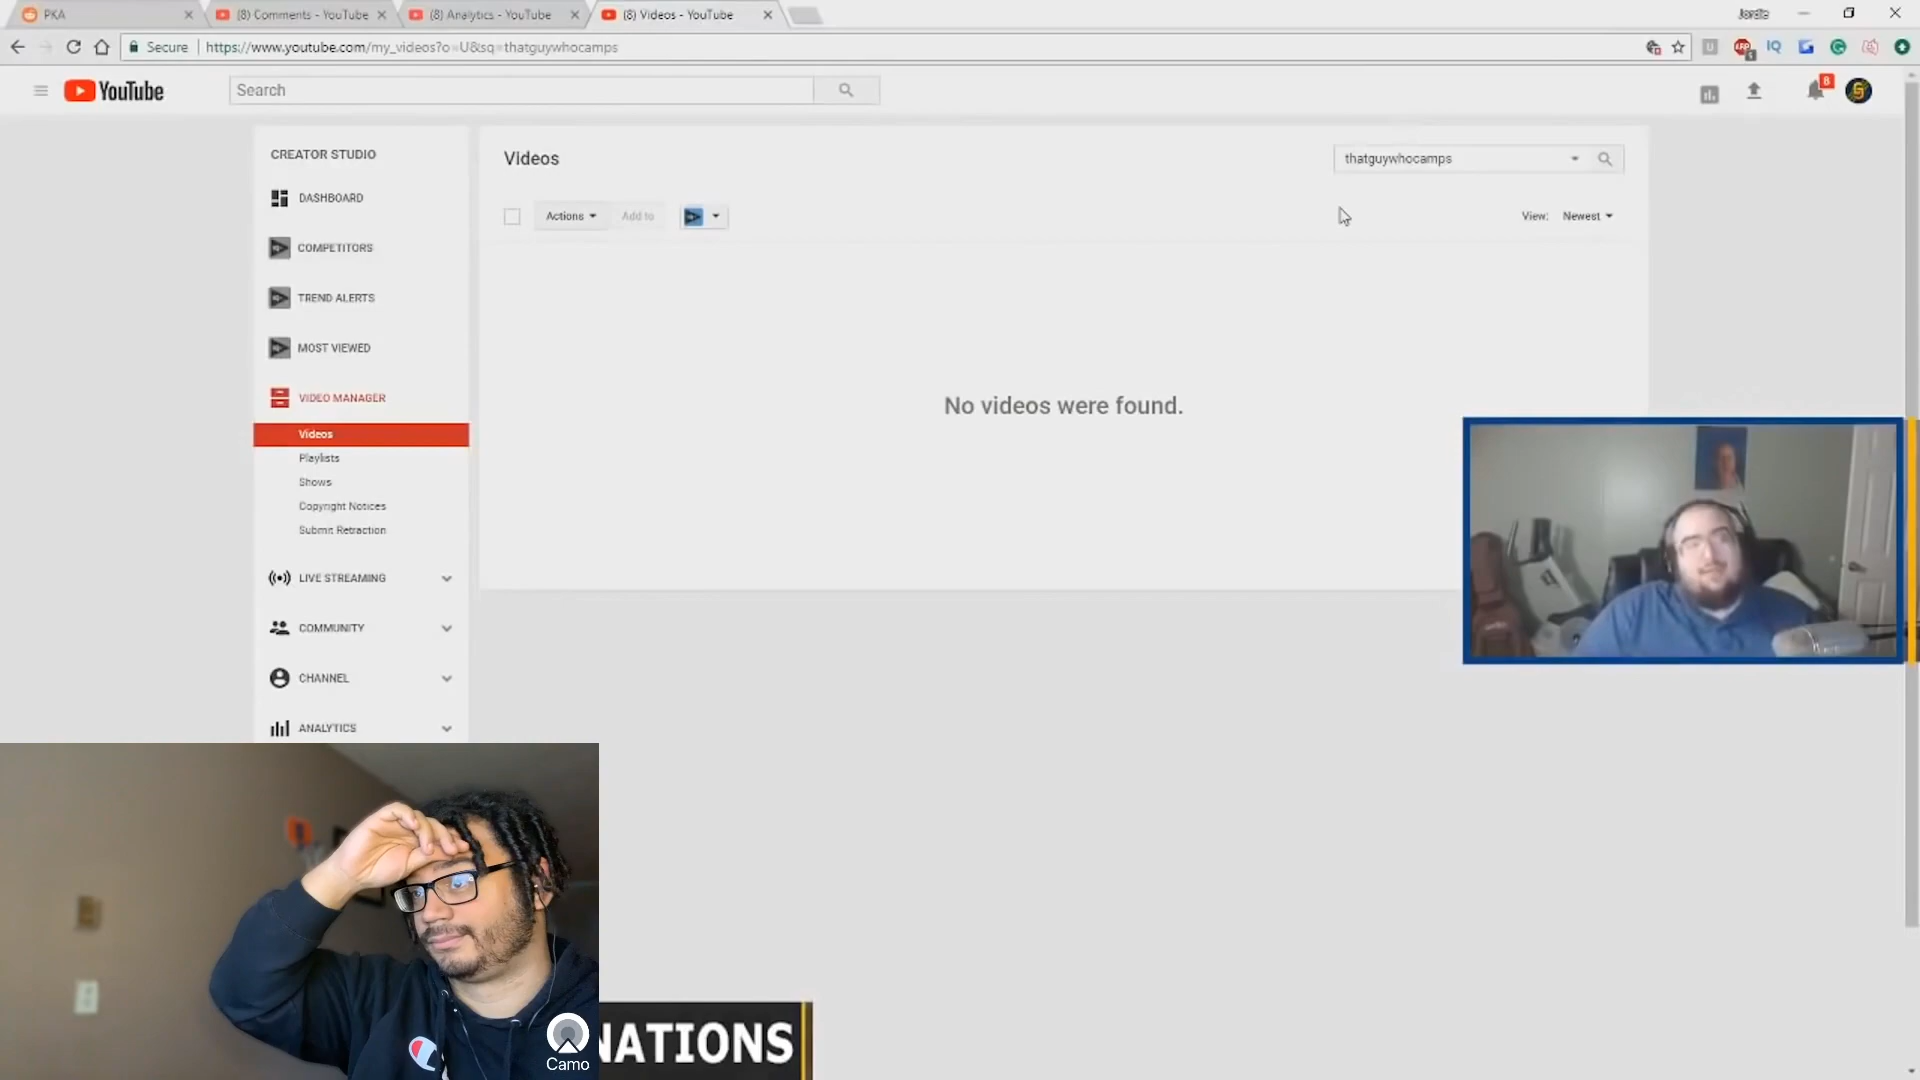 PKA
(8) Comments - YouTube
(8) Analytics - YouTube
(8) Videos - YouTube
Secure
https://www.youtube.com/my_videos?o=U&sq=thatguywhocamps
YouTube
Search
8
CREATOR STUDIO
DASHBOARD
COMPETITORS
TREND ALERTS
MOST VIEWED
VIDEO MANAGER
Videos
Playlists
Shows
Copyright Notices
Submit Retraction
LIVE STREAMING
COMMUNITY
CHANNEL
ANALYTICS
Videos
thatguywhocamps
Actions
Add to
View: Newest
No videos were found.
Camo
NATIONS